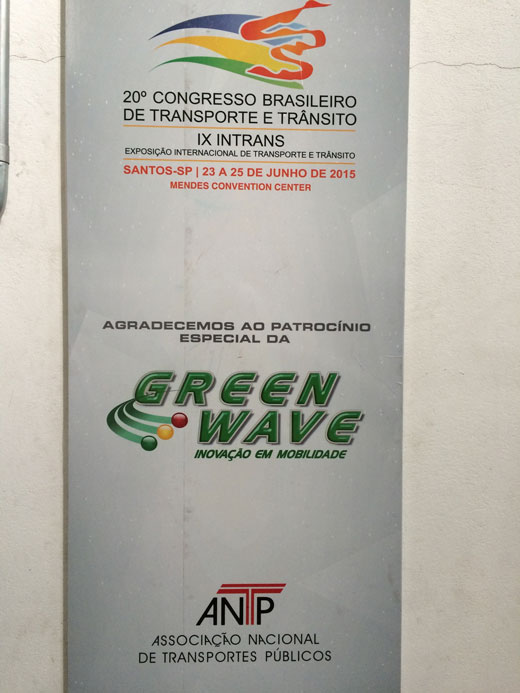 20º CONGRESSO BRASILEIRO
DE TRANSPORTE E TRÂNSITO
IX INTRANS
EXPOSIÇÃO INTERNACIONAL DE TRANSPORTE E TRÂNSITO
SANTOS-SP | 23 A 25 DE JUNHO DE 2015
MENDES CONVENTION CENTER
AGRADECEMOS AO PATROCÍNIO
ESPECIAL DA
GREEN
WAVE
INOVAÇÃO EM MOBILIDADE
ANTP
ASSOCIAÇÃO NACIONAL
DE TRANSPORTES PÚBLICOS